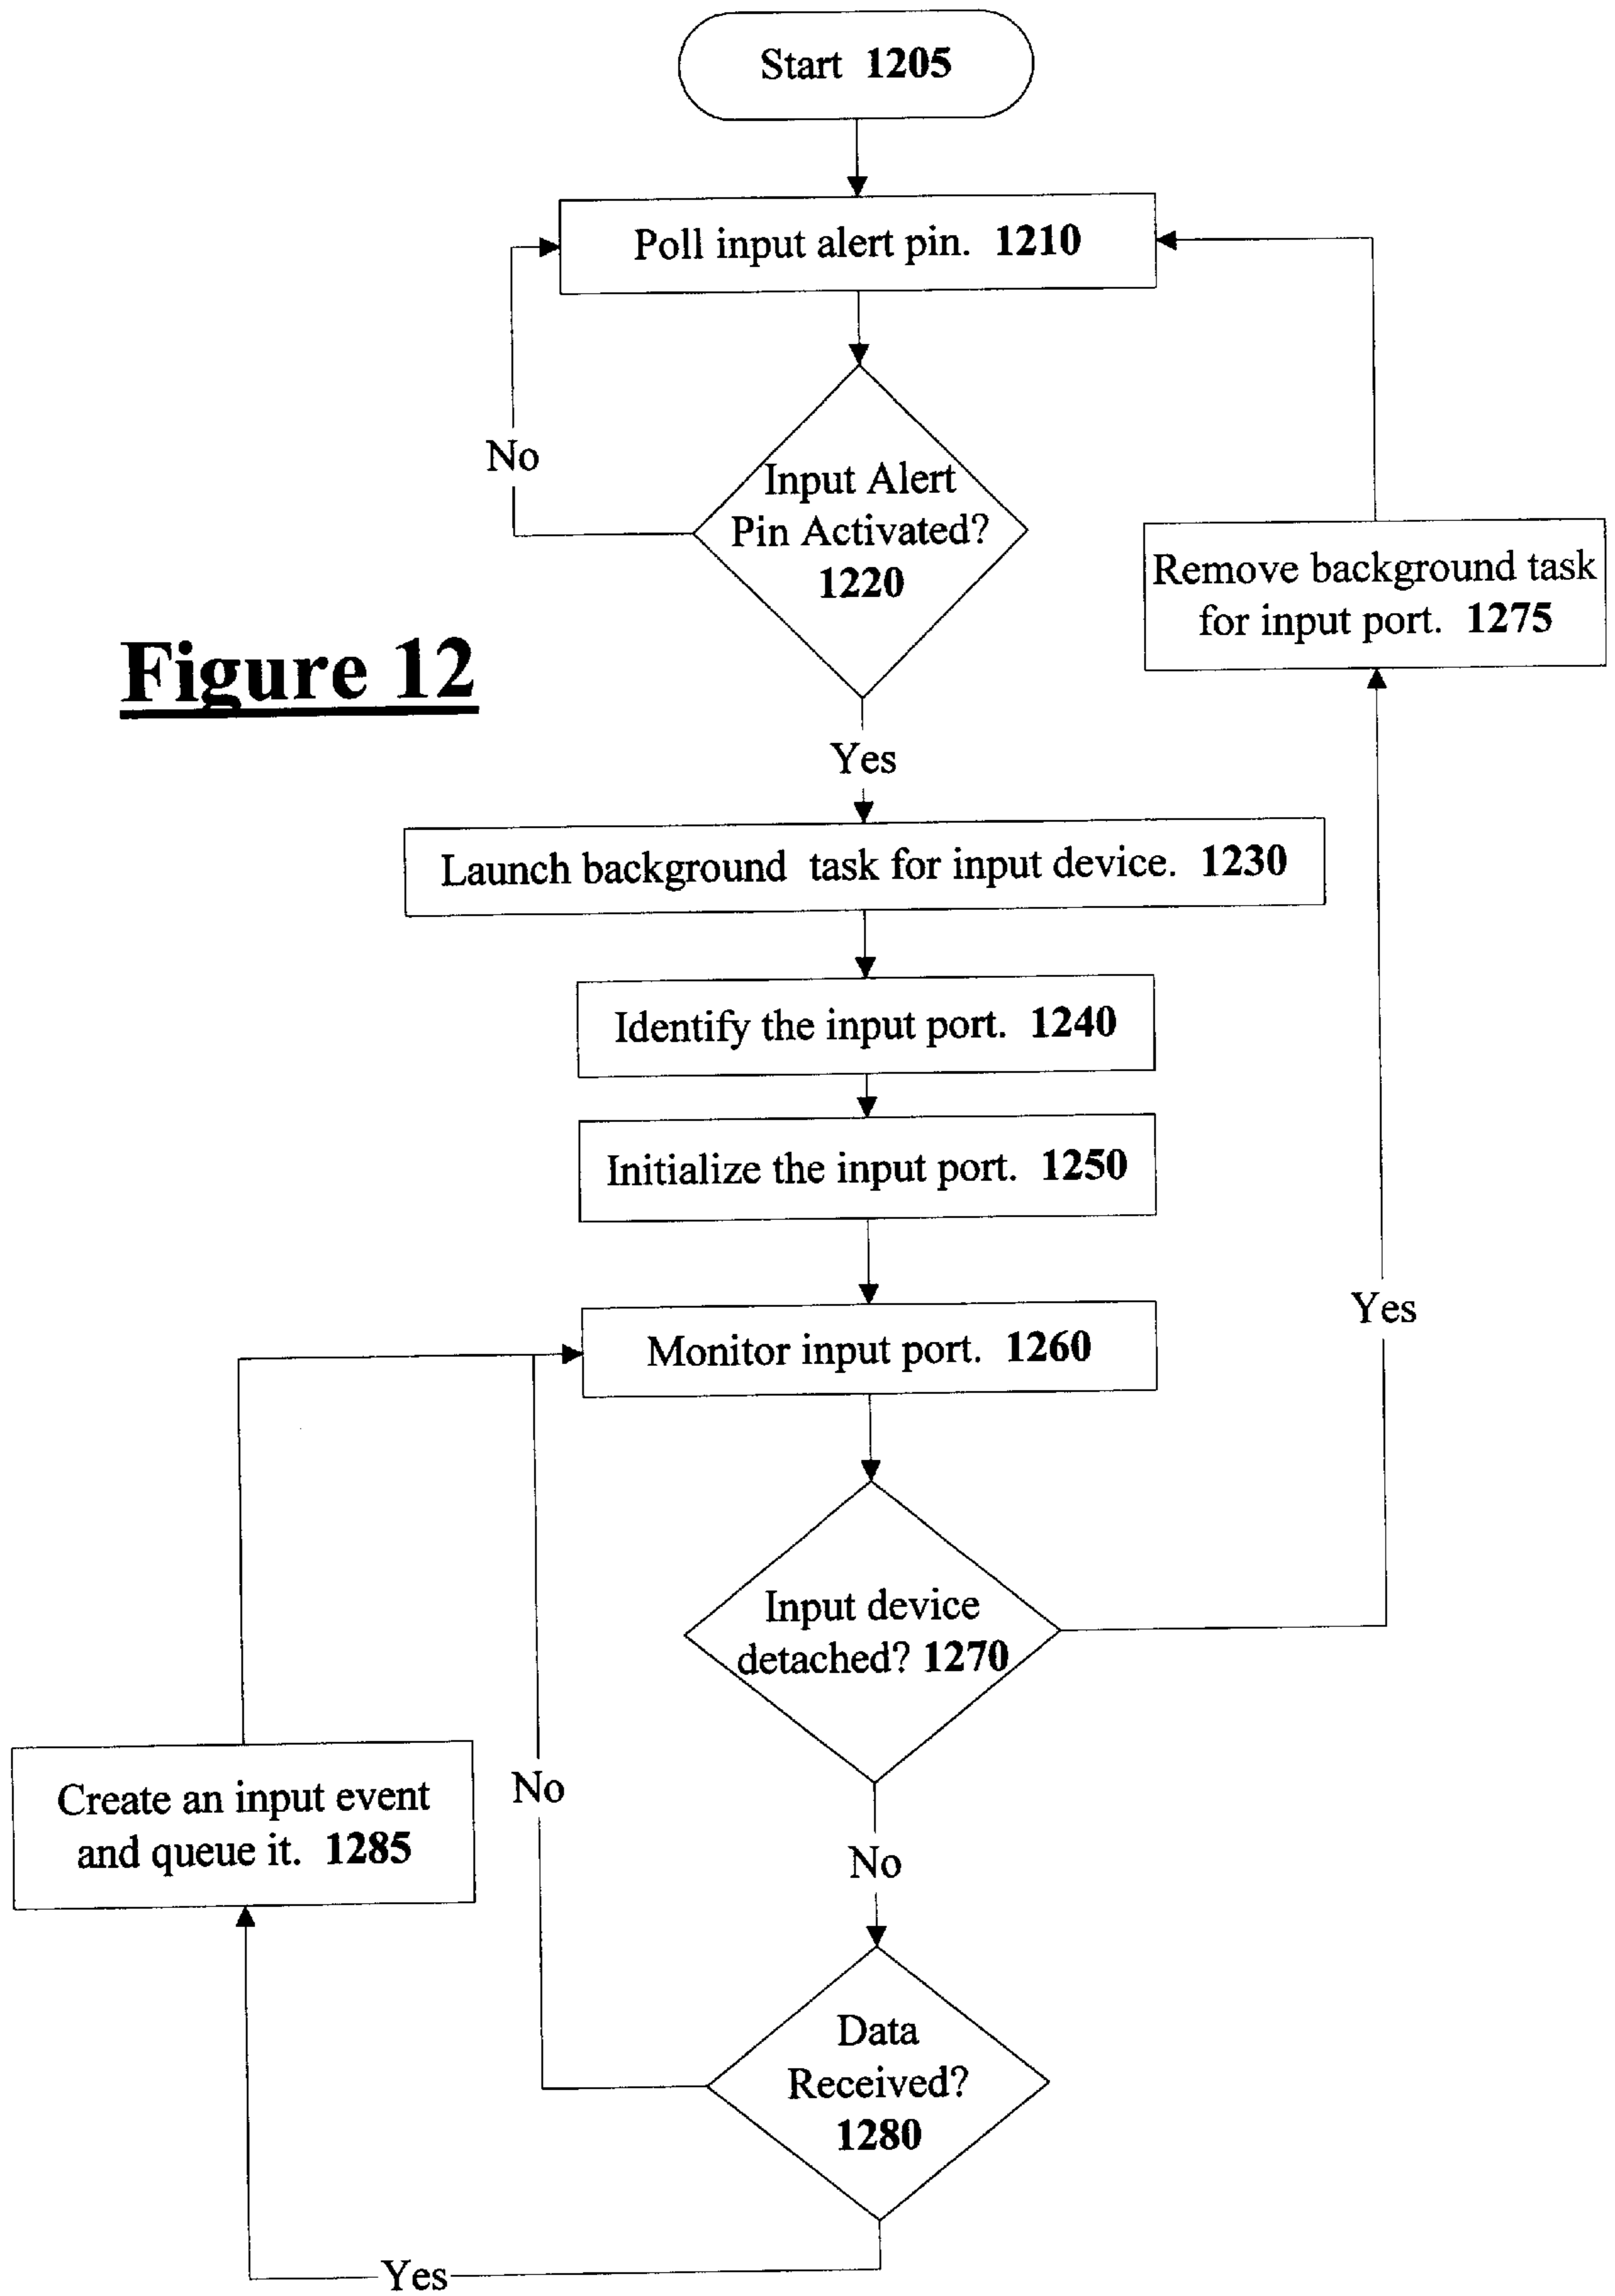 Start 1205
Poll input alert pin. 1210
No
Input Alert
Pin Activated?
1220
Remove background task
for input port. 1275
Figure 12
Yes
Launch background task for input device. 1230
Identify the input port. 1240
Initialize the input port. 1250
Yes
Monitor input port. 1260
Input device
detached? 1270
No
Create an input event
and queue it. 1285
No
Data
Received?
1280
Yes